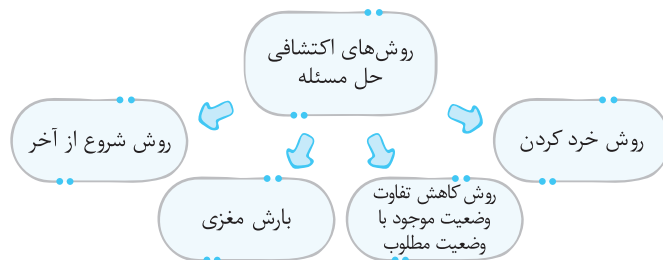 روش‌های اکتشافی
حل مسئله
روش خرد کردن
روش کاهش تفاوت
وضعیت موجود با
وضعیت مطلوب
بارش مغزی
روش شروع از آخر